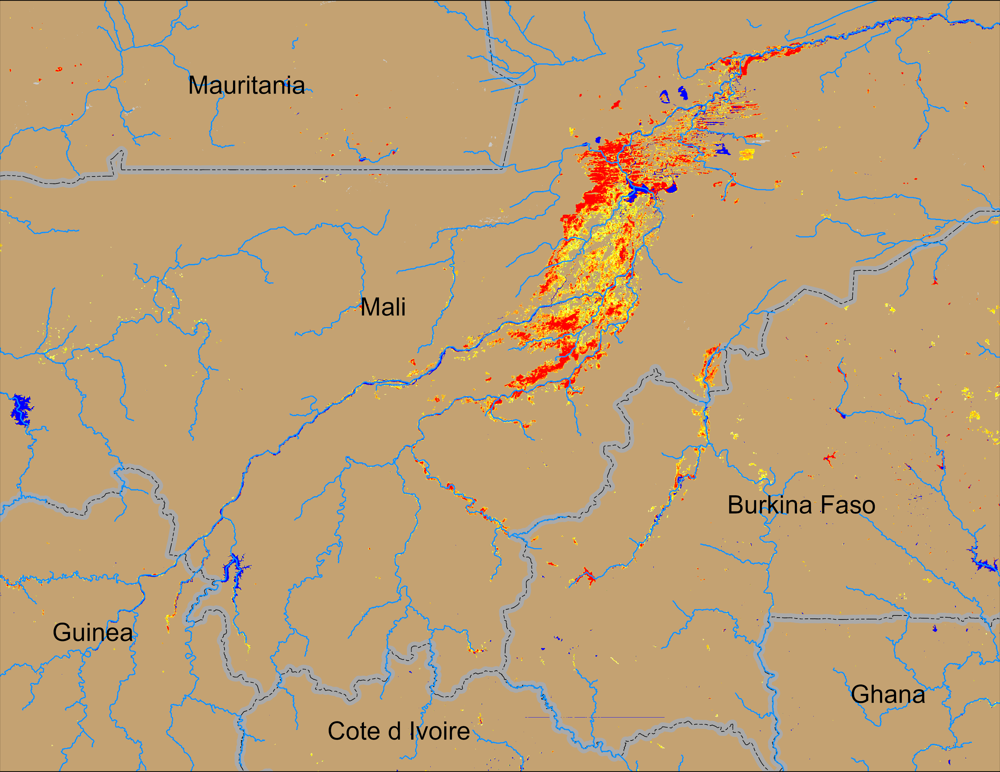 Mauritania
Mali
Burkina Faso
Guinea
Ghana
Cote d Ivoire